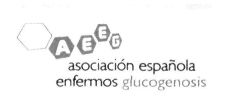 AEEG
asociación española
enfermos glucogenosis